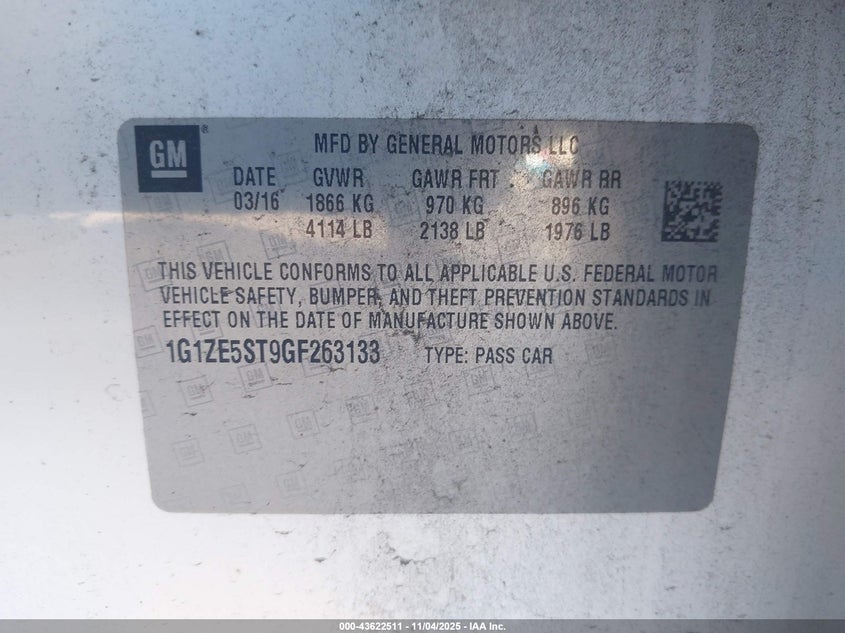 GM ®
MFD BY GENERAL MOTORS LLC
DATE GVWR GAWR FRT GAWR RR
03/16 1866 KG 970 KG 896 KG
4114 LB 2138 LB 1976 LB
THIS VEHICLE CONFORMS TO ALL APPLICABLE U.S. FEDERAL MOTOR
VEHICLE SAFETY, BUMPER, AND THEFT PREVENTION STANDARDS IN
EFFECT ON THE DATE OF MANUFACTURE SHOWN ABOVE.
1G1ZE5ST9GF263133 TYPE: PASS CAR
000-43622511 - 11/04/2025 - IAA Inc.